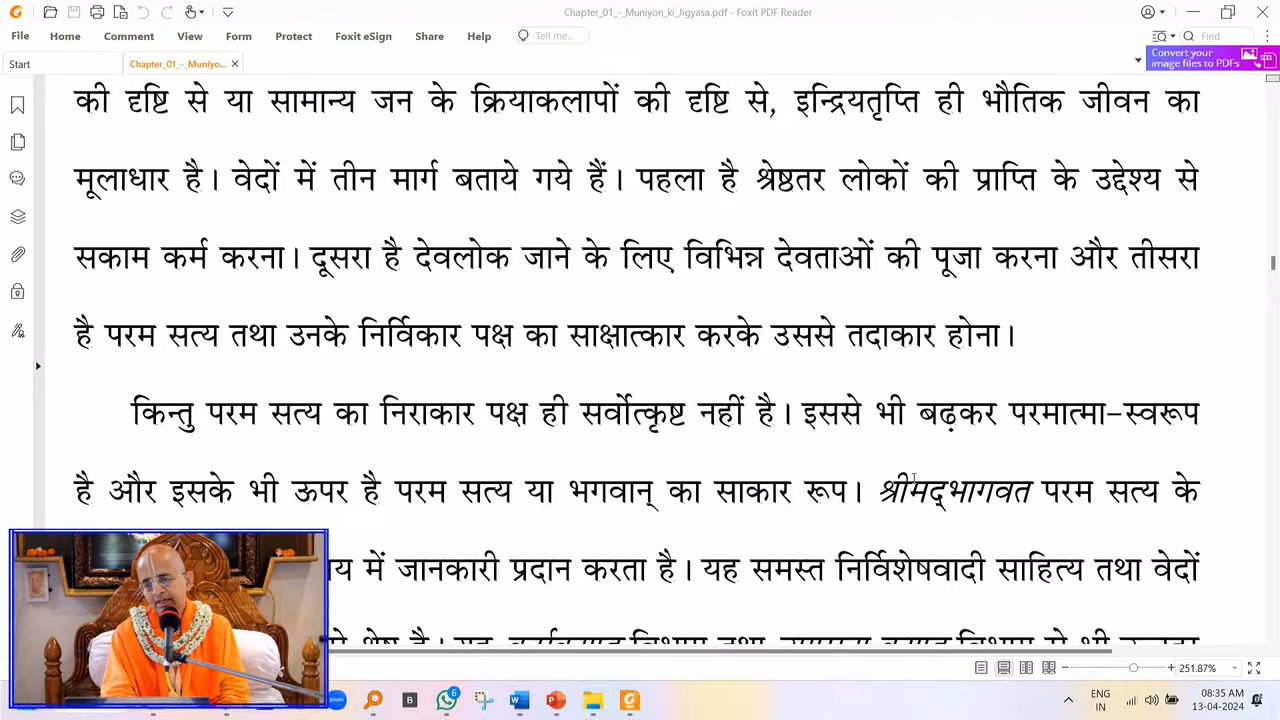 Chapter_01_-_Muniyon_ki_Jigyasa.pdf - Foxit PDF Reader
File Home Comment View Form Protect Foxit eSign Share Help Tell me... Find
Start Chapter_01_-_Muniyo...
Convert your
image files to PDFs
की दृष्टि से या सामान्य जन के क्रियाकलापों की दृष्टि से, इन्द्रियतृप्ति ही भौतिक जीवन का
मूलाधार है। वेदों में तीन मार्ग बताये गये हैं। पहला है श्रेष्ठतर लोकों की प्राप्ति के उद्देश्य से
सकाम कर्म करना। दूसरा है देवलोक जाने के लिए विभिन्न देवताओं की पूजा करना और तीसरा
है परम सत्य तथा उनके निर्विकार पक्ष का साक्षात्कार करके उससे तदाकार होना।
किन्तु परम सत्य का निराकार पक्ष ही सर्वोत्कृष्ट नहीं है। इससे भी बढ़कर परमात्मा-स्वरूप
है और इसके भी ऊपर है परम सत्य या भगवान् का साकार रूप। श्रीमद्भागवत परम सत्य के
में जानकारी प्रदान करता है। यह समस्त निर्विशेषवादी साहित्य तथा वेदों
251.87%
zoom B 6 W P
ENG
IN
08:35 AM
13-04-2024